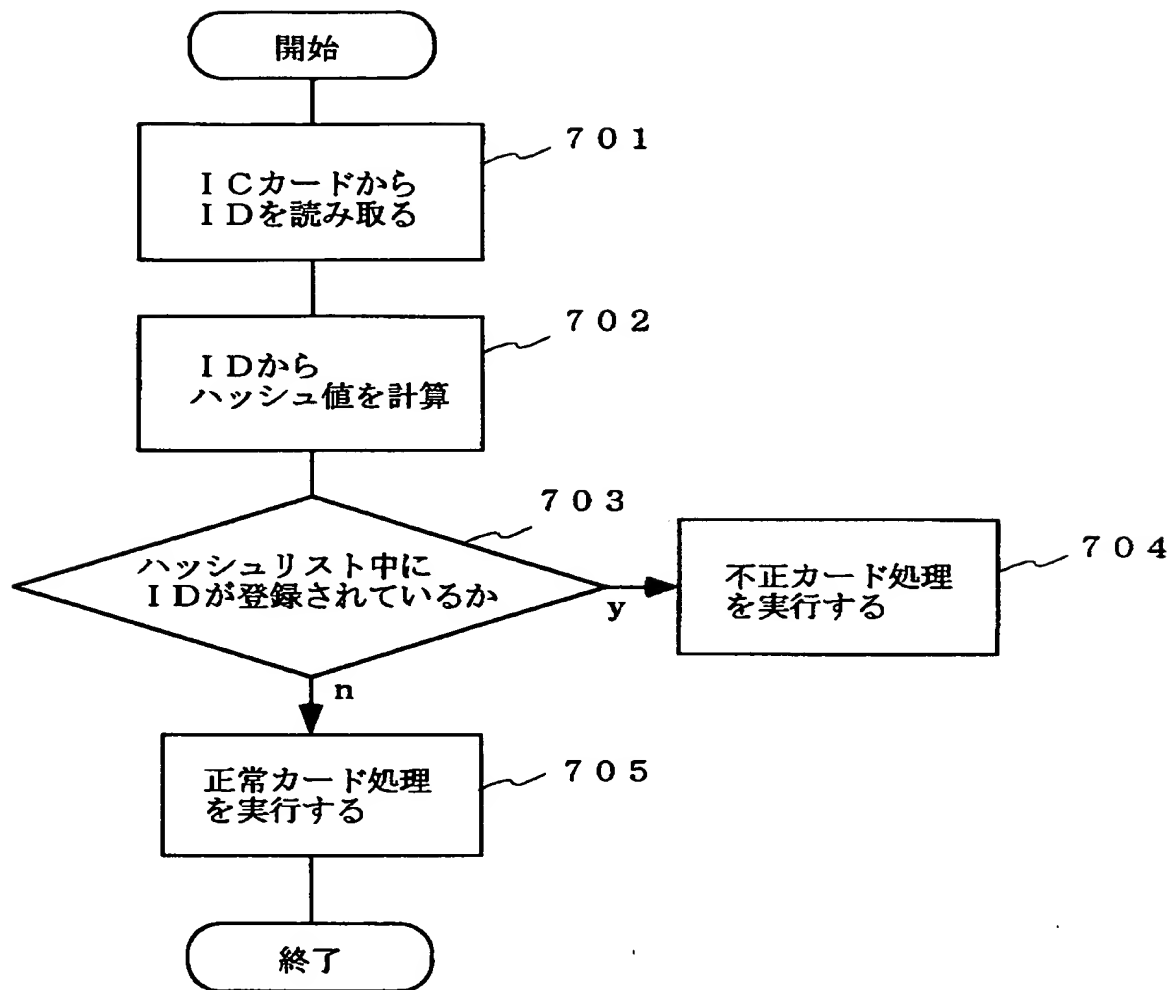 開始
701
ＩＣカードから
ＩＤを読み取る
702
ＩＤから
ハッシュ値を計算
703
ハッシュリスト中に
ＩＤが登録されているか
y
704
不正カード処理
を実行する
n
705
正常カード処理
を実行する
終了